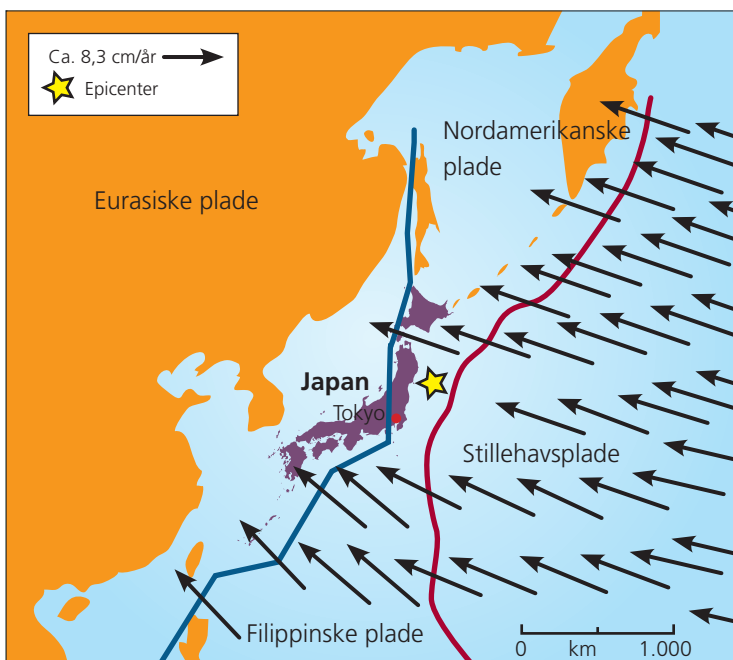 Ca. 8,3 cm/år
Epicenter
Nordamerikanske
plade
Eurasiske plade
Japan
Tokyo
Stillehavsplade
Filippinske plade
0 km 1.000